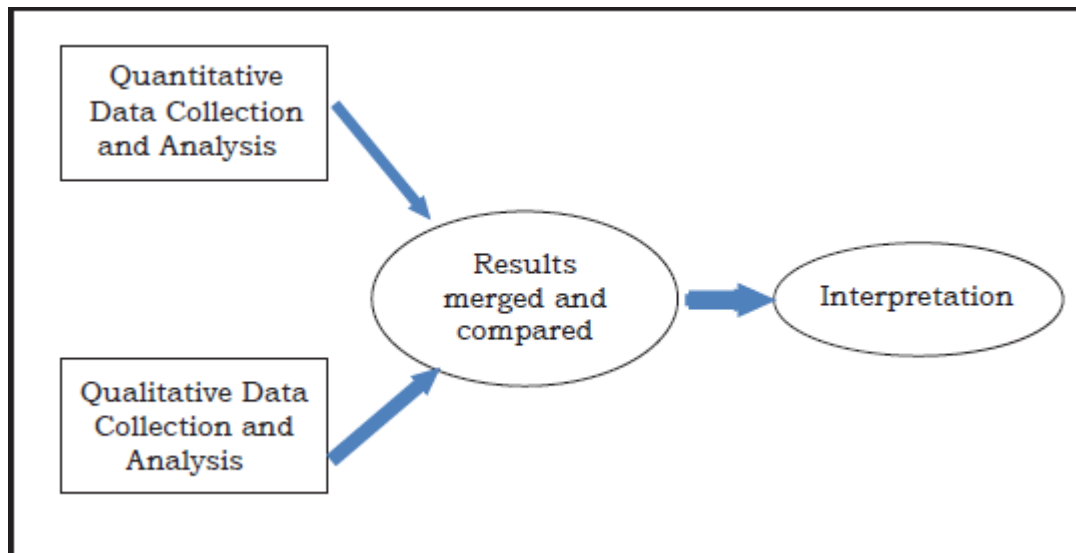 Quantitative
Data Collection
and Analysis
Results
merged and
compared
Interpretation
Qualitative Data
Collection and
Analysis